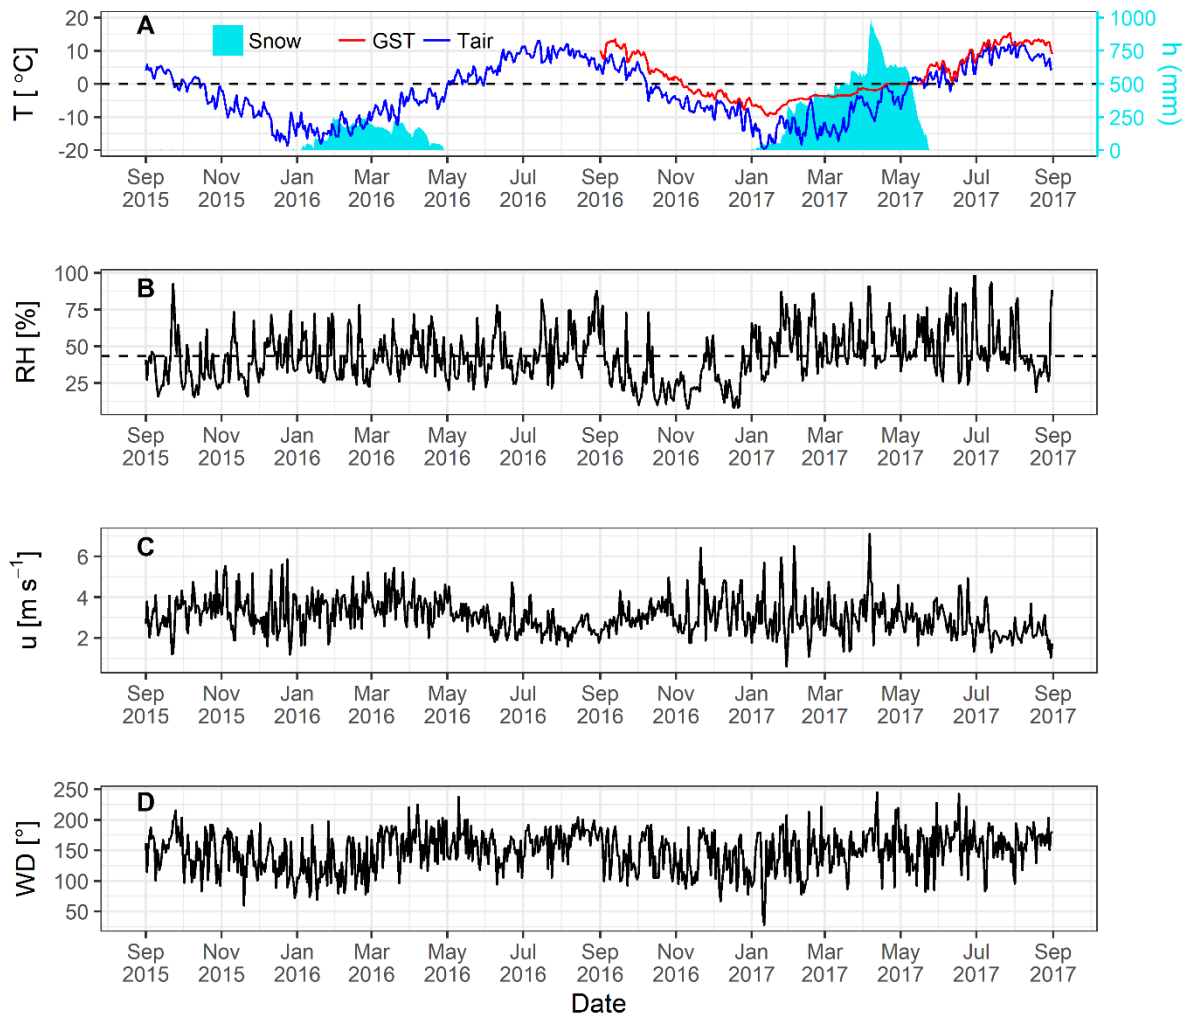 A
Snow
GST
Tair
T [ °C]
20
10
0
-10
-20
1000
750
500
250
0
h (mm)
Sep Nov Jan Mar May Jul Sep Nov Jan Mar May Jul Sep
2015 2015 2016 2016 2016 2016 2016 2016 2017 2017 2017 2017 2017
B
RH [%]
100
75
50
25
Sep Nov Jan Mar May Jul Sep Nov Jan Mar May Jul Sep
2015 2015 2016 2016 2016 2016 2016 2016 2017 2017 2017 2017 2017
C
u [m s⁻¹]
6
4
2
Sep Nov Jan Mar May Jul Sep Nov Jan Mar May Jul Sep
2015 2015 2016 2016 2016 2016 2016 2016 2017 2017 2017 2017 2017
D
WD [°]
250
200
150
100
50
Sep Nov Jan Mar May Jul Sep Nov Jan Mar May Jul Sep
2015 2015 2016 2016 2016 2016 2016 2016 2017 2017 2017 2017 2017
Date